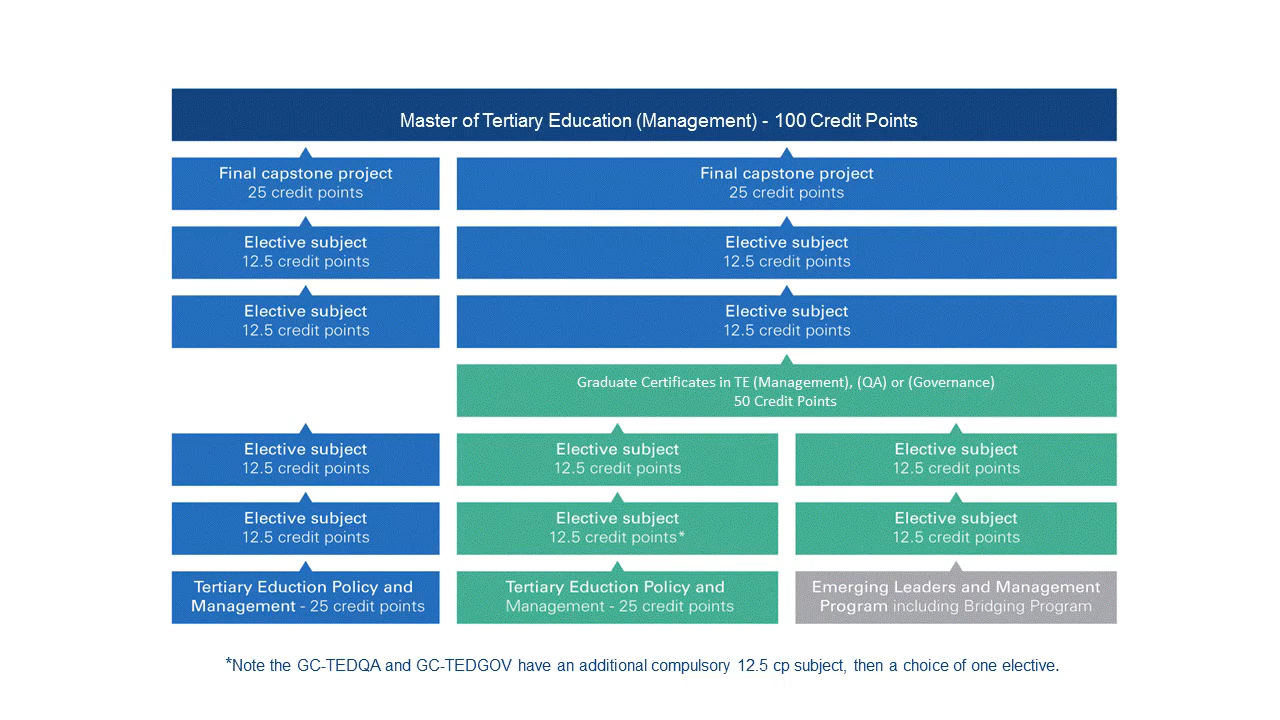 Master of Tertiary Education (Management) - 100 Credit Points
Final capstone project
25 credit points
Final capstone project
25 credit points
Elective subject
12.5 credit points
Elective subject
12.5 credit points
Elective subject
12.5 credit points
Elective subject
12.5 credit points
Graduate Certificates in TE (Management), (QA) or (Governance)
50 Credit Points
Elective subject
12.5 credit points
Elective subject
12.5 credit points
Elective subject
12.5 credit points
Elective subject
12.5 credit points
Elective subject
12.5 credit points*
Elective subject
12.5 credit points
Tertiary Eduction Policy and
Management - 25 credit points
Tertiary Eduction Policy and
Management - 25 credit points
Emerging Leaders and Management
Program including Bridging Program
*Note the GC-TEDQA and GC-TEDGOV have an additional compulsory 12.5 cp subject, then a choice of one elective.